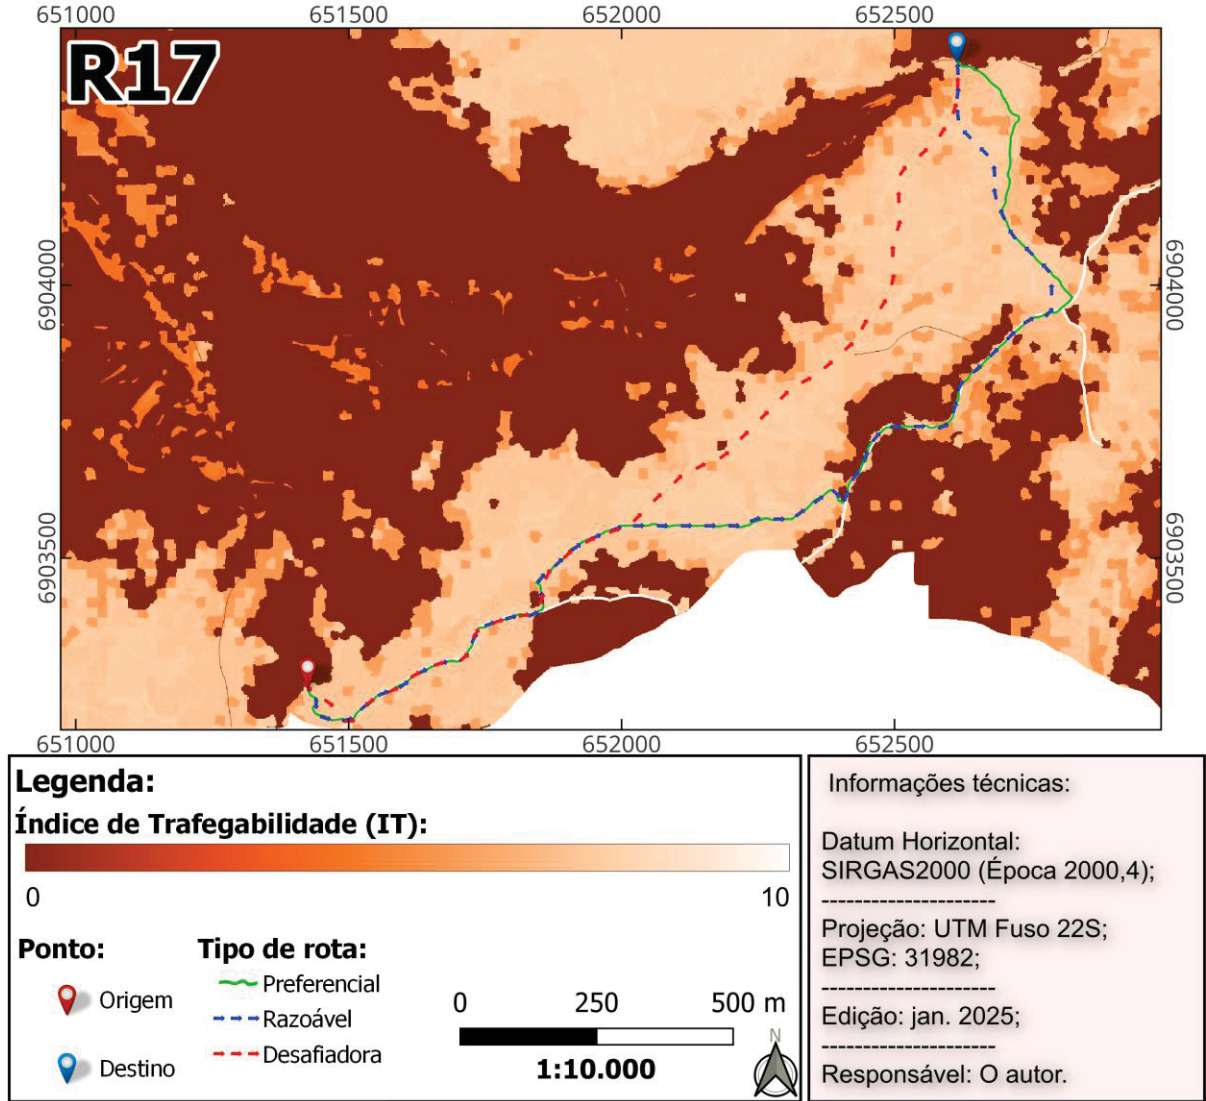 651000 651500 652000 652500
R17
6904000 6904000
6903500 6903500
651000 651500 652000 652500
Legenda:
Índice de Trafegabilidade (IT):
0 10
Ponto:
Origem
Destino
Tipo de rota:
Preferencial
Razoável
Desafiadora
0 250 500 m
1:10.000
N
Informações técnicas:
Datum Horizontal:
SIRGAS2000 (Época 2000,4);
---------------------
Projeção: UTM Fuso 22S;
EPSG: 31982;
---------------------
Edição: jan. 2025;
---------------------
Responsável: O autor.